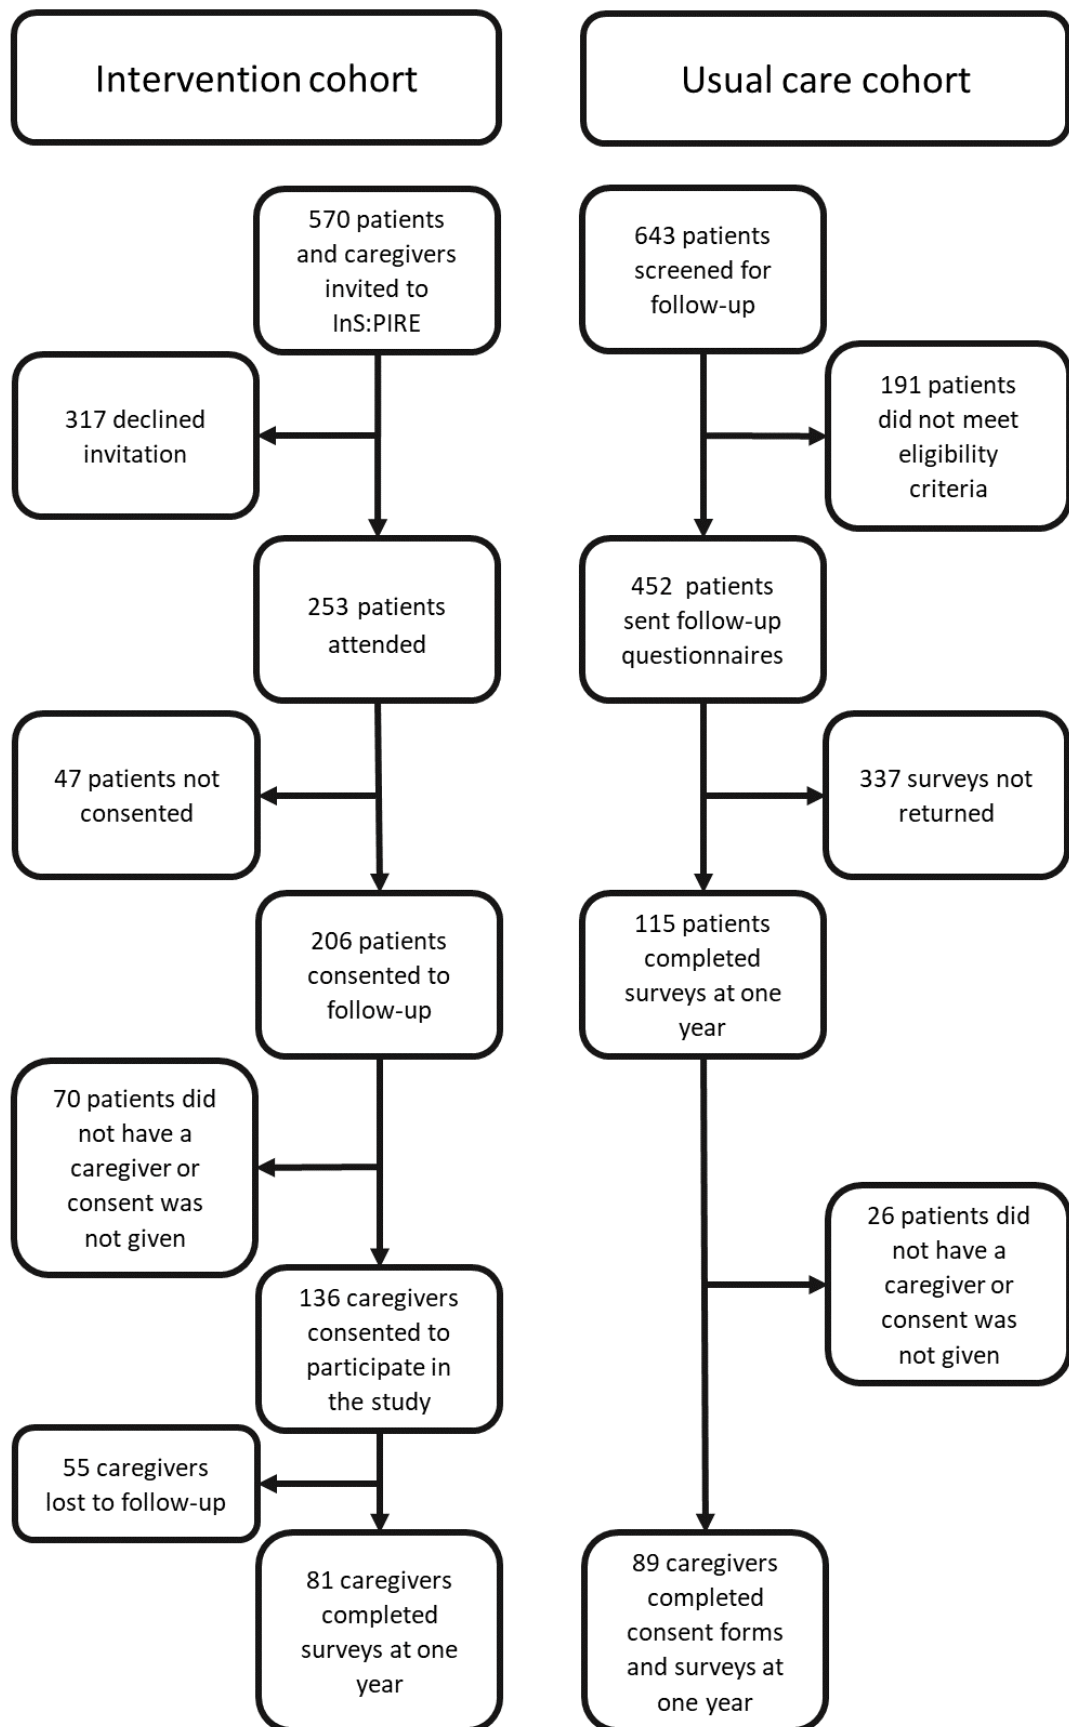 Intervention cohort
Usual care cohort
570 patients
and caregivers
invited to
InS:PIRE
317 declined
invitation
253 patients
attended
47 patients not
consented
206 patients
consented to
follow-up
70 patients did
not have a
caregiver or
consent was
not given
136 caregivers
consented to
participate in
the study
55 caregivers
lost to follow-up
81 caregivers
completed
surveys at one
year
643 patients
screened for
follow-up
191 patients
did not meet
eligibility
criteria
452 patients
sent follow-up
questionnaires
337 surveys not
returned
115 patients
completed
surveys at one
year
26 patients did
not have a
caregiver or
consent was
not given
89 caregivers
completed
consent forms
and surveys at
one year